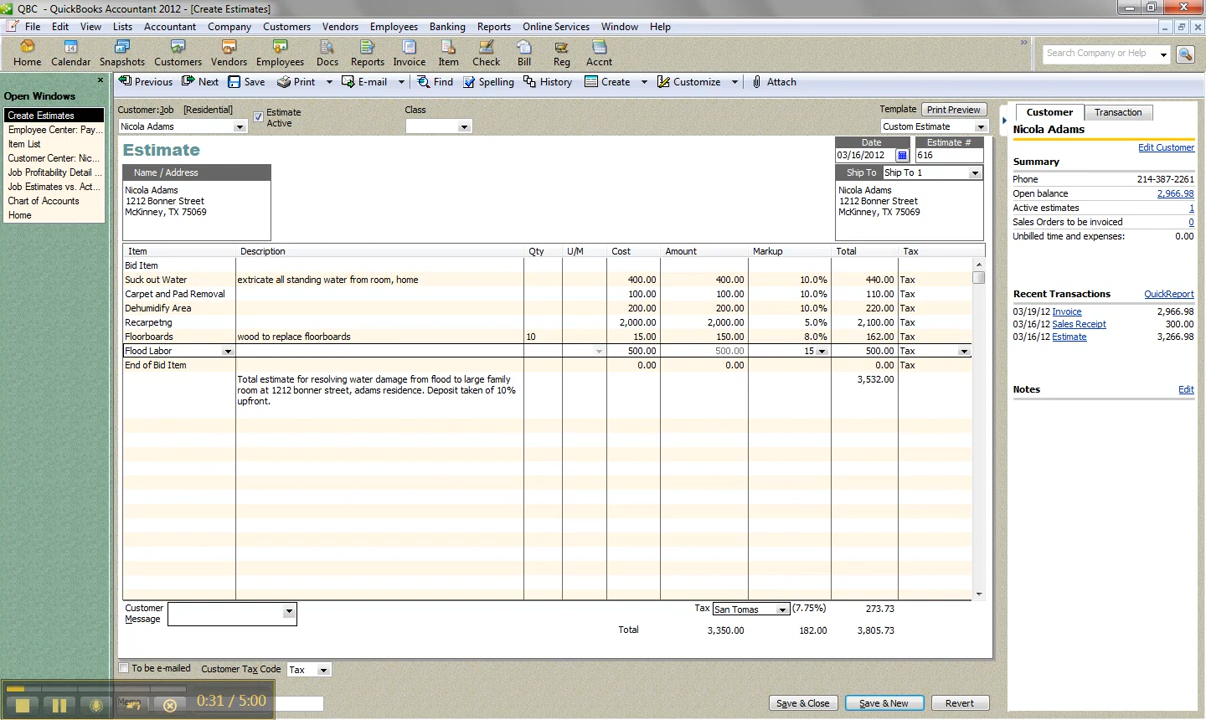 QBC - QuickBooks Accountant 2012 - [Create Estimates]
File Edit View Lists Accountant Company Customers Vendors Employees Banking Reports Online Services Window Help
Home Calendar Snapshots Customers Vendors Employees Docs Reports Invoice Item Check Bill Reg Accnt
Search Company or Help
Previous Next Save Print E-mail Find Spelling History Create Customize Attach
Open Windows
Create Estimates
Employee Center: Pay...
Item List
Customer Center: Nic...
Job Profitability Detail ...
Job Estimates vs. Act...
Chart of Accounts
Home
Customer:Job [Residential]
Nicola Adams
Estimate
Active
Class
Template Print Preview
Custom Estimate
Estimate
Date Estimate #
03/16/2012 616
Name / Address
Nicola Adams
1212 Bonner Street
McKinney, TX 75069
Ship To Ship To 1
Nicola Adams
1212 Bonner Street
McKinney, TX 75069
Item Description Qty U/M Cost Amount Markup Total Tax
Bid Item
Suck out Water extricate all standing water from room, home 400.00 400.00 10.0% 440.00 Tax
Carpet and Pad Removal 100.00 100.00 10.0% 110.00 Tax
Dehumidify Area 200.00 200.00 10.0% 220.00 Tax
Recarpetng 2,000.00 2,000.00 5.0% 2,100.00 Tax
Floorboards wood to replace floorboards 10 15.00 150.00 8.0% 162.00 Tax
Flood Labor 500.00 500.00 15 500.00 Tax
End of Bid Item 0.00 0.00 0.00 Tax
Total estimate for resolving water damage from flood to large family 3,532.00
room at 1212 bonner street, adams residence. Deposit taken of 10%
upfront.
Customer
Message
Tax San Tomas (7.75%) 273.73
Total 3,350.00 182.00 3,805.73
To be e-mailed Customer Tax Code Tax
Save & Close Save & New Revert
0:31 / 5:00
Customer Transaction
Nicola Adams
Edit Customer
Summary
Phone 214-387-2261
Open balance 2,966.98
Active estimates 1
Sales Orders to be invoiced 0
Unbilled time and expenses: 0.00
Recent Transactions QuickReport
03/19/12 Invoice 2,966.98
03/16/12 Sales Receipt 300.00
03/16/12 Estimate 3,266.98
Notes Edit